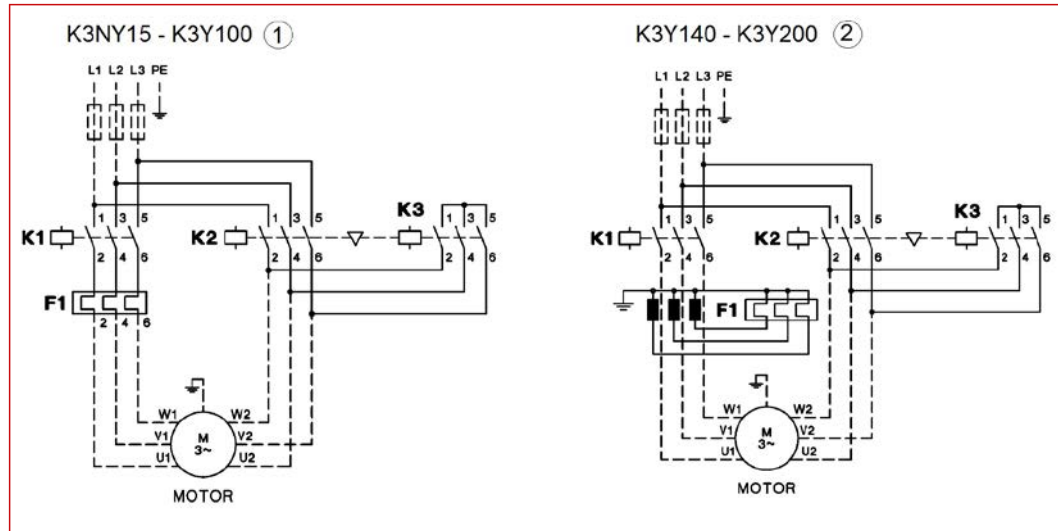 K3NY15 - K3Y100 1
L1 L2 L3 PE
K3
1 3 5
1 3 5
1 3 5
K1
K2
2 4 6
2 4 6
2 4 6
F1
2 4 6
W1 W2
V1 M V2
3~
U1 U2
MOTOR
K3Y140 - K3Y200 2
L1 L2 L3 PE
K3
1 3 5
1 3 5
1 3 5
K1
K2
2 4 6
2 4 6
2 4 6
F1
W1 W2
V1 M V2
3~
U1 U2
MOTOR